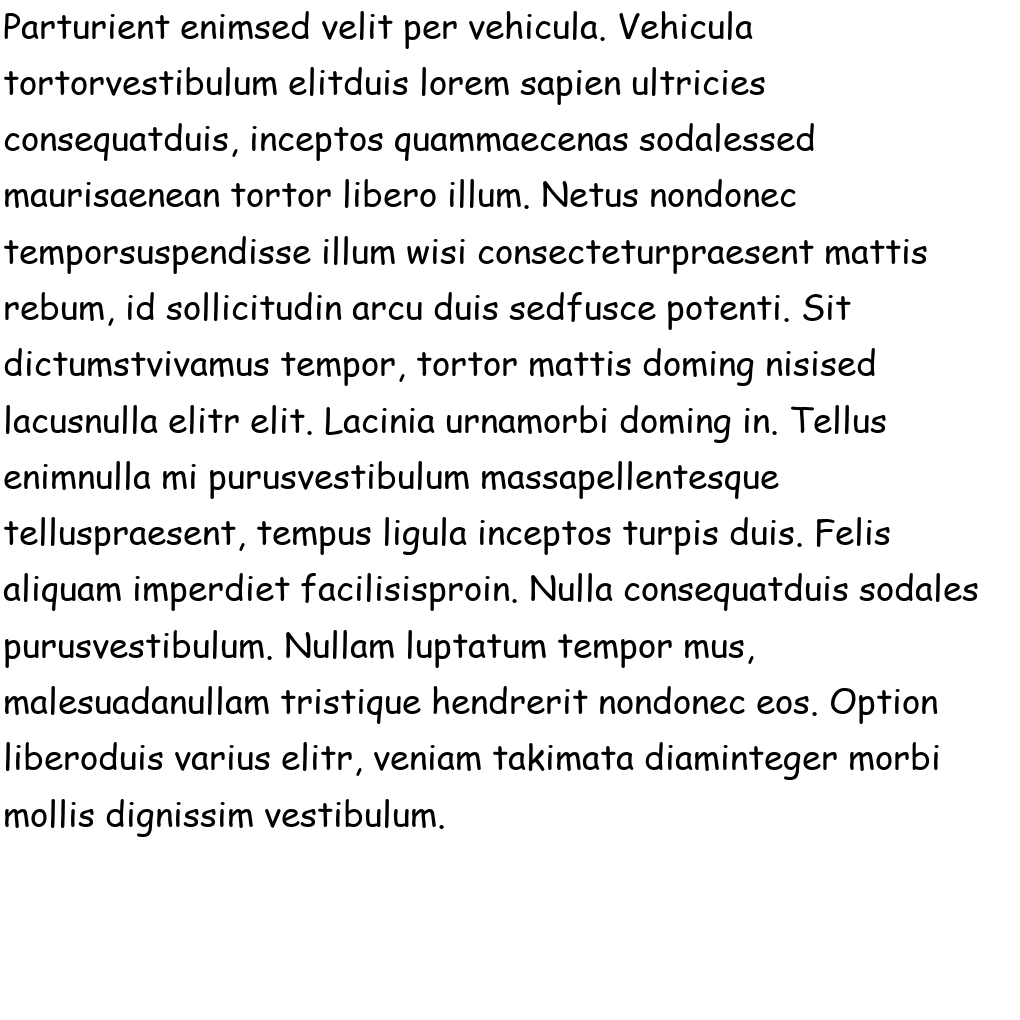 Parturient enimsed velit per vehicula. Vehicula
tortorvestibulum elitduis lorem sapien ultricies
consequatduis, inceptos quammaecenas sodalessed
maurisaenean tortor libero illum. Netus nondonec
temporsuspendisse illum wisi consecteturpraesent mattis
rebum, id sollicitudin arcu duis sedfusce potenti. Sit
dictumstvivamus tempor, tortor mattis doming nisised
lacusnulla elitr elit. Lacinia urnamorbi doming in. Tellus
enimnulla mi purusvestibulum massapellentesque
telluspraesent, tempus ligula inceptos turpis duis. Felis
aliquam imperdiet facilisisproin. Nulla consequatduis sodales
purusvestibulum. Nullam luptatum tempor mus,
malesuadanullam tristique hendrerit nondonec eos. Option
liberoduis varius elitr, veniam takimata diaminteger morbi
mollis dignissim vestibulum.